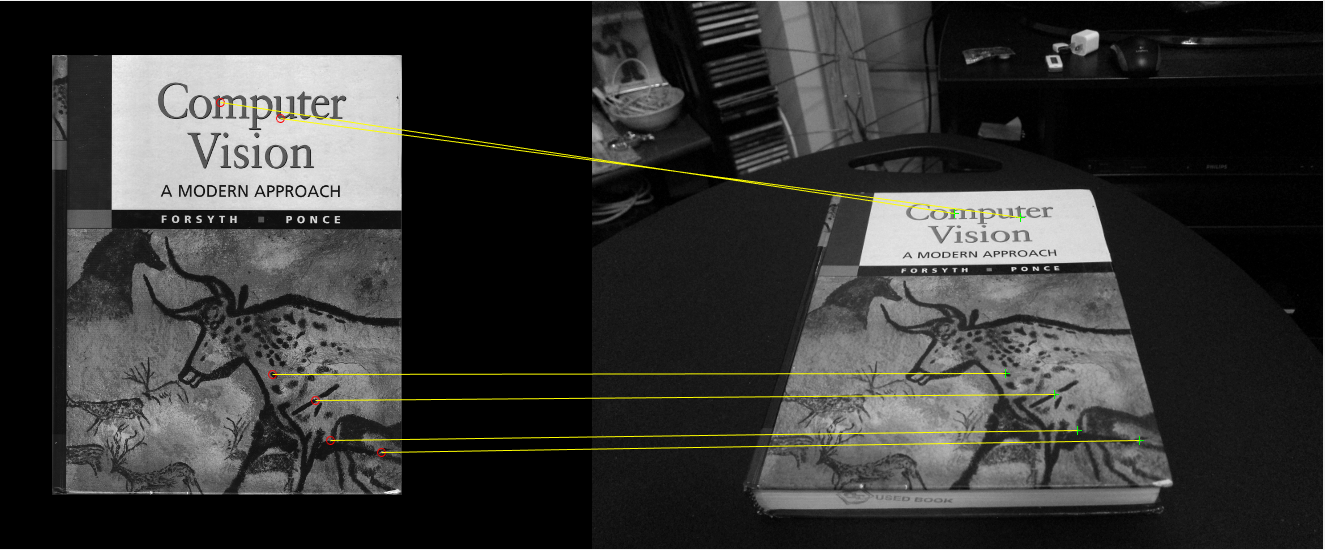 Computer
Vision
A MODERN APPROACH
FORSYTH ■ PONCE
Computer
Vision
A MODERN APPROACH
FORSYTH ■ PONCE
USED BOOK